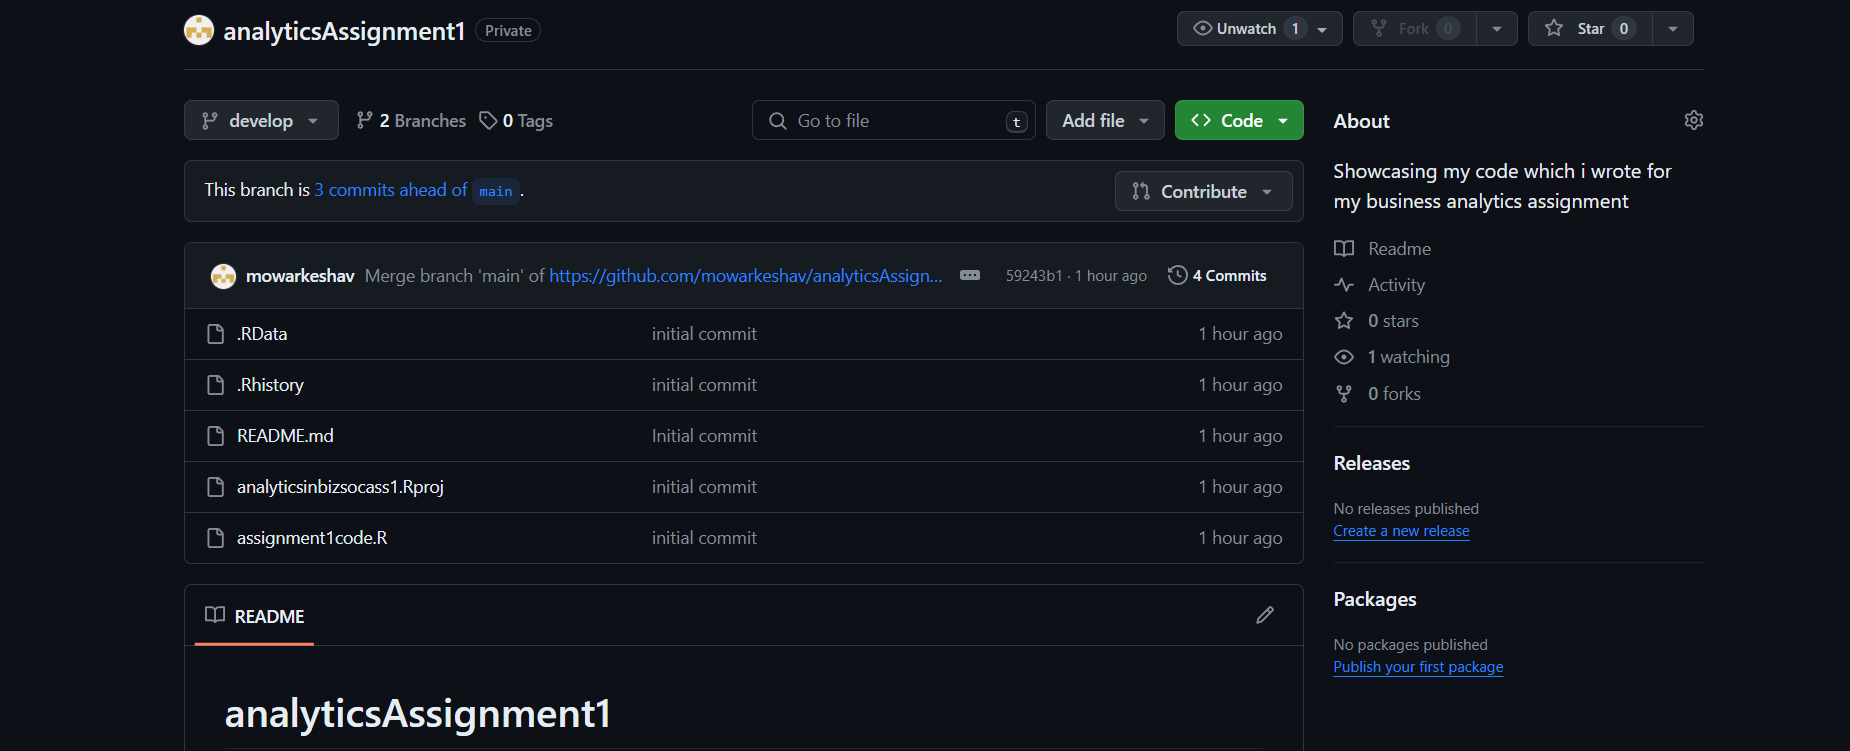 analyticsAssignment1 Private Unwatch 1 Fork 0 Star 0
develop 2 Branches 0 Tags Go to file t Add file Code
This branch is 3 commits ahead of main . Contribute
mowarkeshav Merge branch 'main' of https://github.com/mowarkeshav/analyticsAssign... 59243b1 · 1 hour ago 4 Commits
.RData initial commit 1 hour ago
.Rhistory initial commit 1 hour ago
README.md Initial commit 1 hour ago
analyticsinbizsocass1.Rproj initial commit 1 hour ago
assignment1code.R initial commit 1 hour ago
README
analyticsAssignment1
About
Showcasing my code which i wrote for
my business analytics assignment
Readme
Activity
0 stars
1 watching
0 forks
Releases
No releases published
Create a new release
Packages
No packages published
Publish your first package